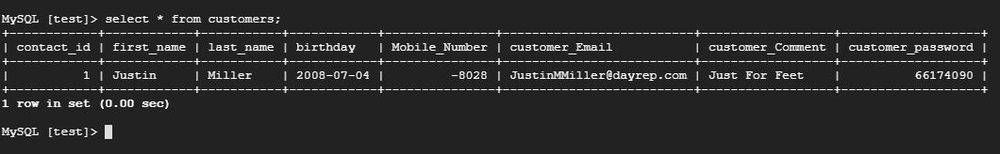 MySQL [test]> select * from customers;
+------------+------------+-----------+------------+---------------+--------------------------+------------------+-------------------+
| contact_id | first_name | last_name | birthday   | Mobile_Number | customer_Email           | customer_Comment | customer_password |
+------------+------------+-----------+------------+---------------+--------------------------+------------------+-------------------+
|          1 | Justin     | Miller    | 2008-07-04 |         -8028 | JustinMMiller@dayrep.com | Just For Feet    |          66174090 |
+------------+------------+-----------+------------+---------------+--------------------------+------------------+-------------------+
1 row in set (0.00 sec)
MySQL [test]>